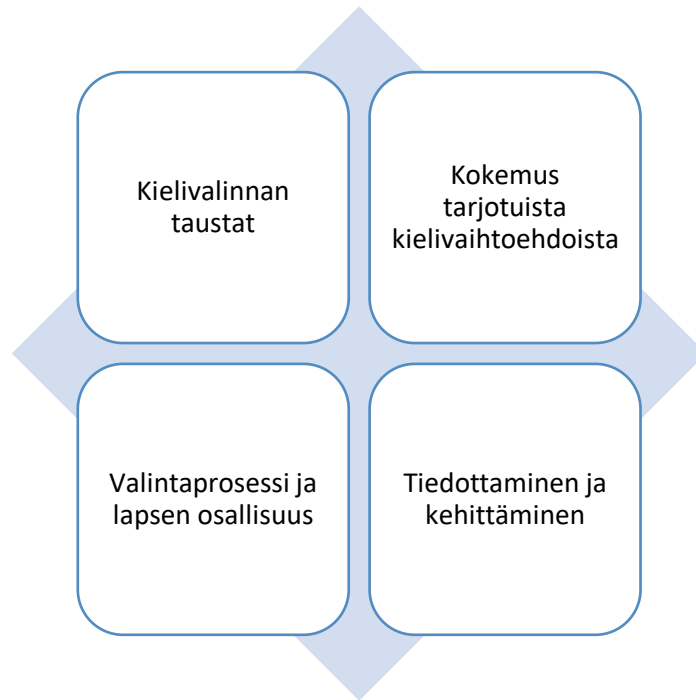 Kielivalinnan
taustat
Kokemus
tarjotuista
kielivaihtoehdoista
Valintaprosessi ja
lapsen osallisuus
Tiedottaminen ja
kehittäminen